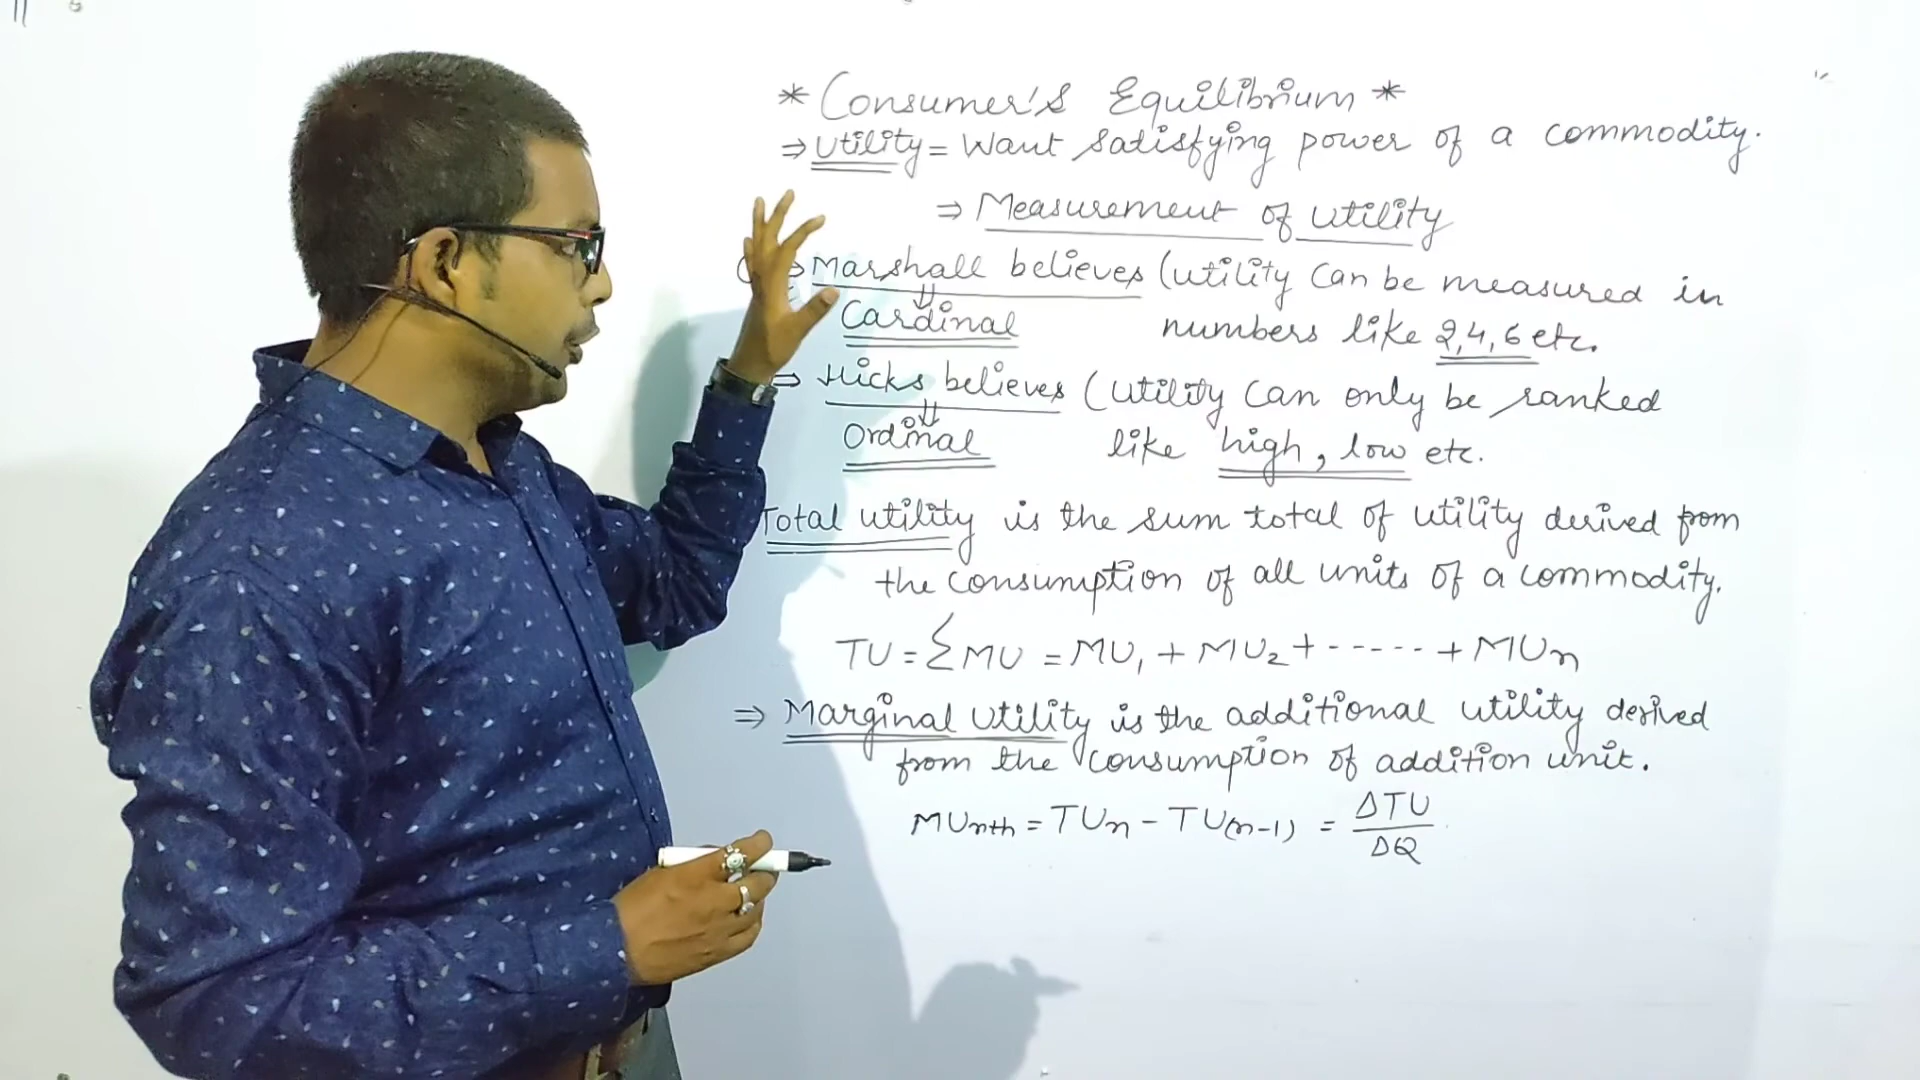 * Consumer's Equilibrium *
⇒ Utility = Want satisfying power of a commodity.
⇒ Measurement of utility
⇒ Marshall believes (utility can be measured in
⇓
Cardinal numbers like 2,4,6 etc.
⇒ Hicks believes (utility can only be ranked
⇓
Ordinal like high, low etc.
Total utility is the sum total of utility derived from
the consumption of all units of a commodity.
TU = ΣMU = MU₁ + MU₂ + ----- + MUn
⇒ Marginal utility is the additional utility derived
from the consumption of addition unit.
MUnth = TUn - TU(n-1) = ΔTU/ΔQ